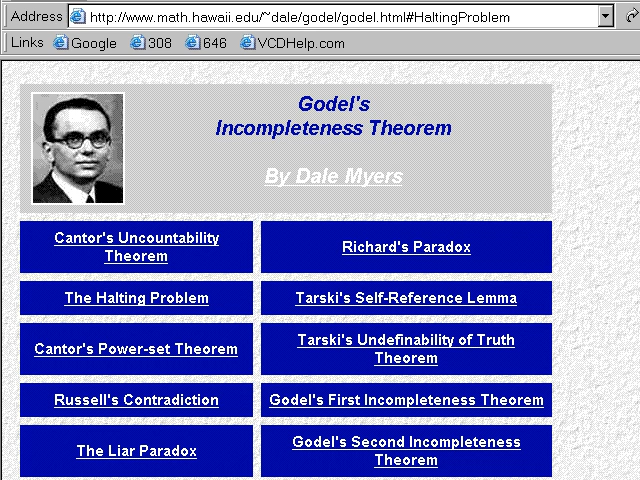 Address http://www.math.hawaii.edu/~dale/godel/godel.html#HaltingProblem
Links Google 308 646 VCDHelp.com
Godel's
Incompleteness Theorem
By Dale Myers
Cantor's Uncountability
Theorem
Richard's Paradox
The Halting Problem
Tarski's Self-Reference Lemma
Cantor's Power-set Theorem
Tarski's Undefinability of Truth
Theorem
Russell's Contradiction
Godel's First Incompleteness Theorem
The Liar Paradox
Godel's Second Incompleteness
Theorem